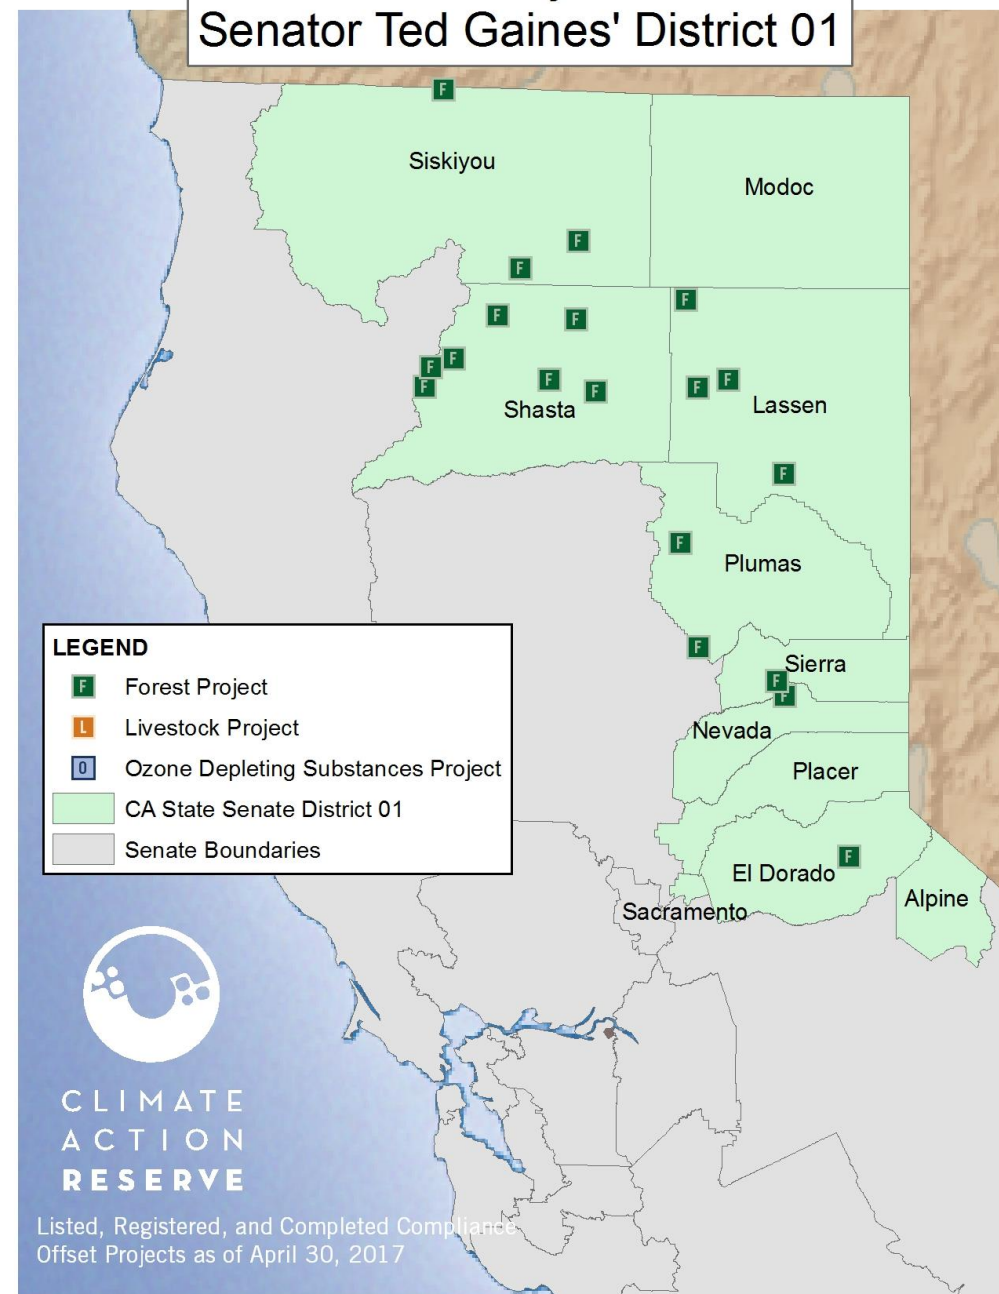 Senator Ted Gaines' District 01
F
Siskiyou
Modoc
F
F
F
F
F
F
F
F
F
F
F
F
Shasta
Lassen
F
F
Plumas
LEGEND
F Forest Project
L Livestock Project
O Ozone Depleting Substances Project
CA State Senate District 01
Senate Boundaries
F
Sierra
F
F
Nevada
Placer
F
El Dorado
Alpine
Sacramento
CLIMATE
ACTION
RESERVE
Listed, Registered, and Completed Compliance
Offset Projects as of April 30, 2017